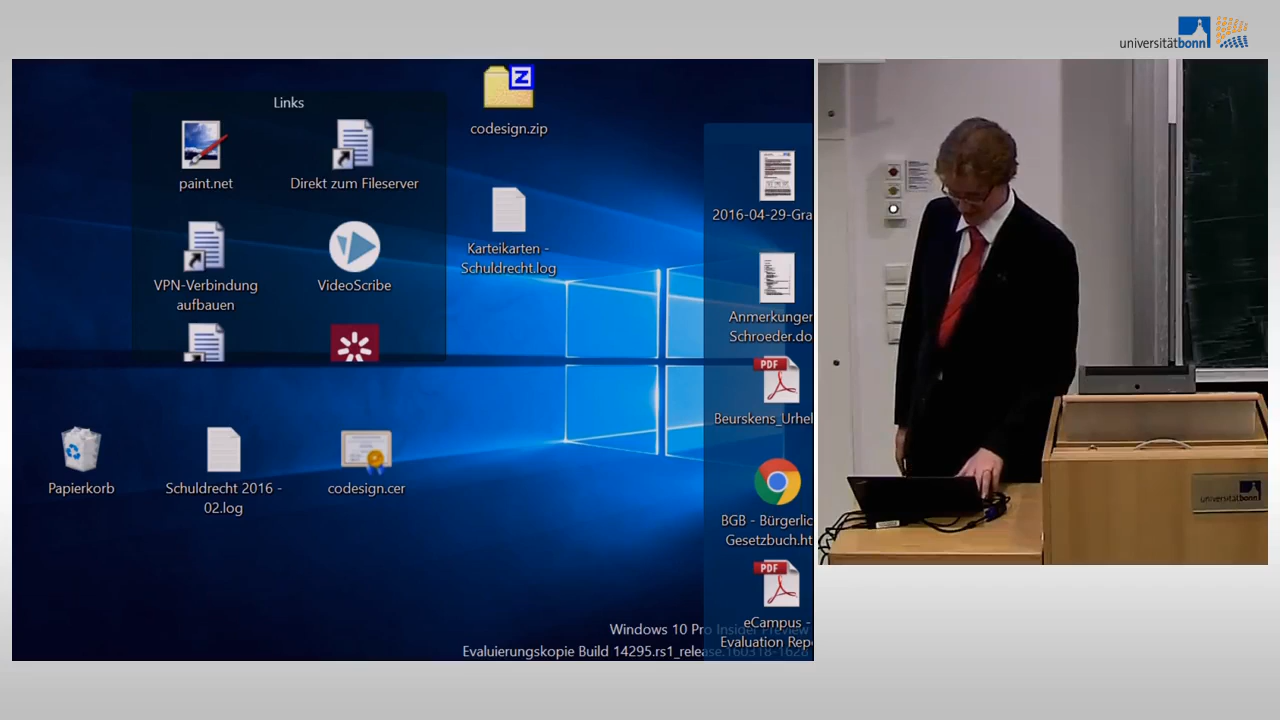 universitätbonn
Links
codesign.zip
paint.net
Direkt zum Fileserver
2016-04-29-Gra
Karteikarten -
Schuldrecht.log
VPN-Verbindung
aufbauen
VideoScribe
Anmerkunger
Schroeder.do
PDF
Beurskens_Urhel
Papierkorb
Schuldrecht 2016 -
02.log
codesign.cer
BGB - Bürgerlic
Gesetzbuch.ht
PDF
eCampus -
Evaluation Rep
Windows 10 Pro Insider Preview
Evaluierungskopie Build 14295.rs1_release.160318-1628
universitätbonn